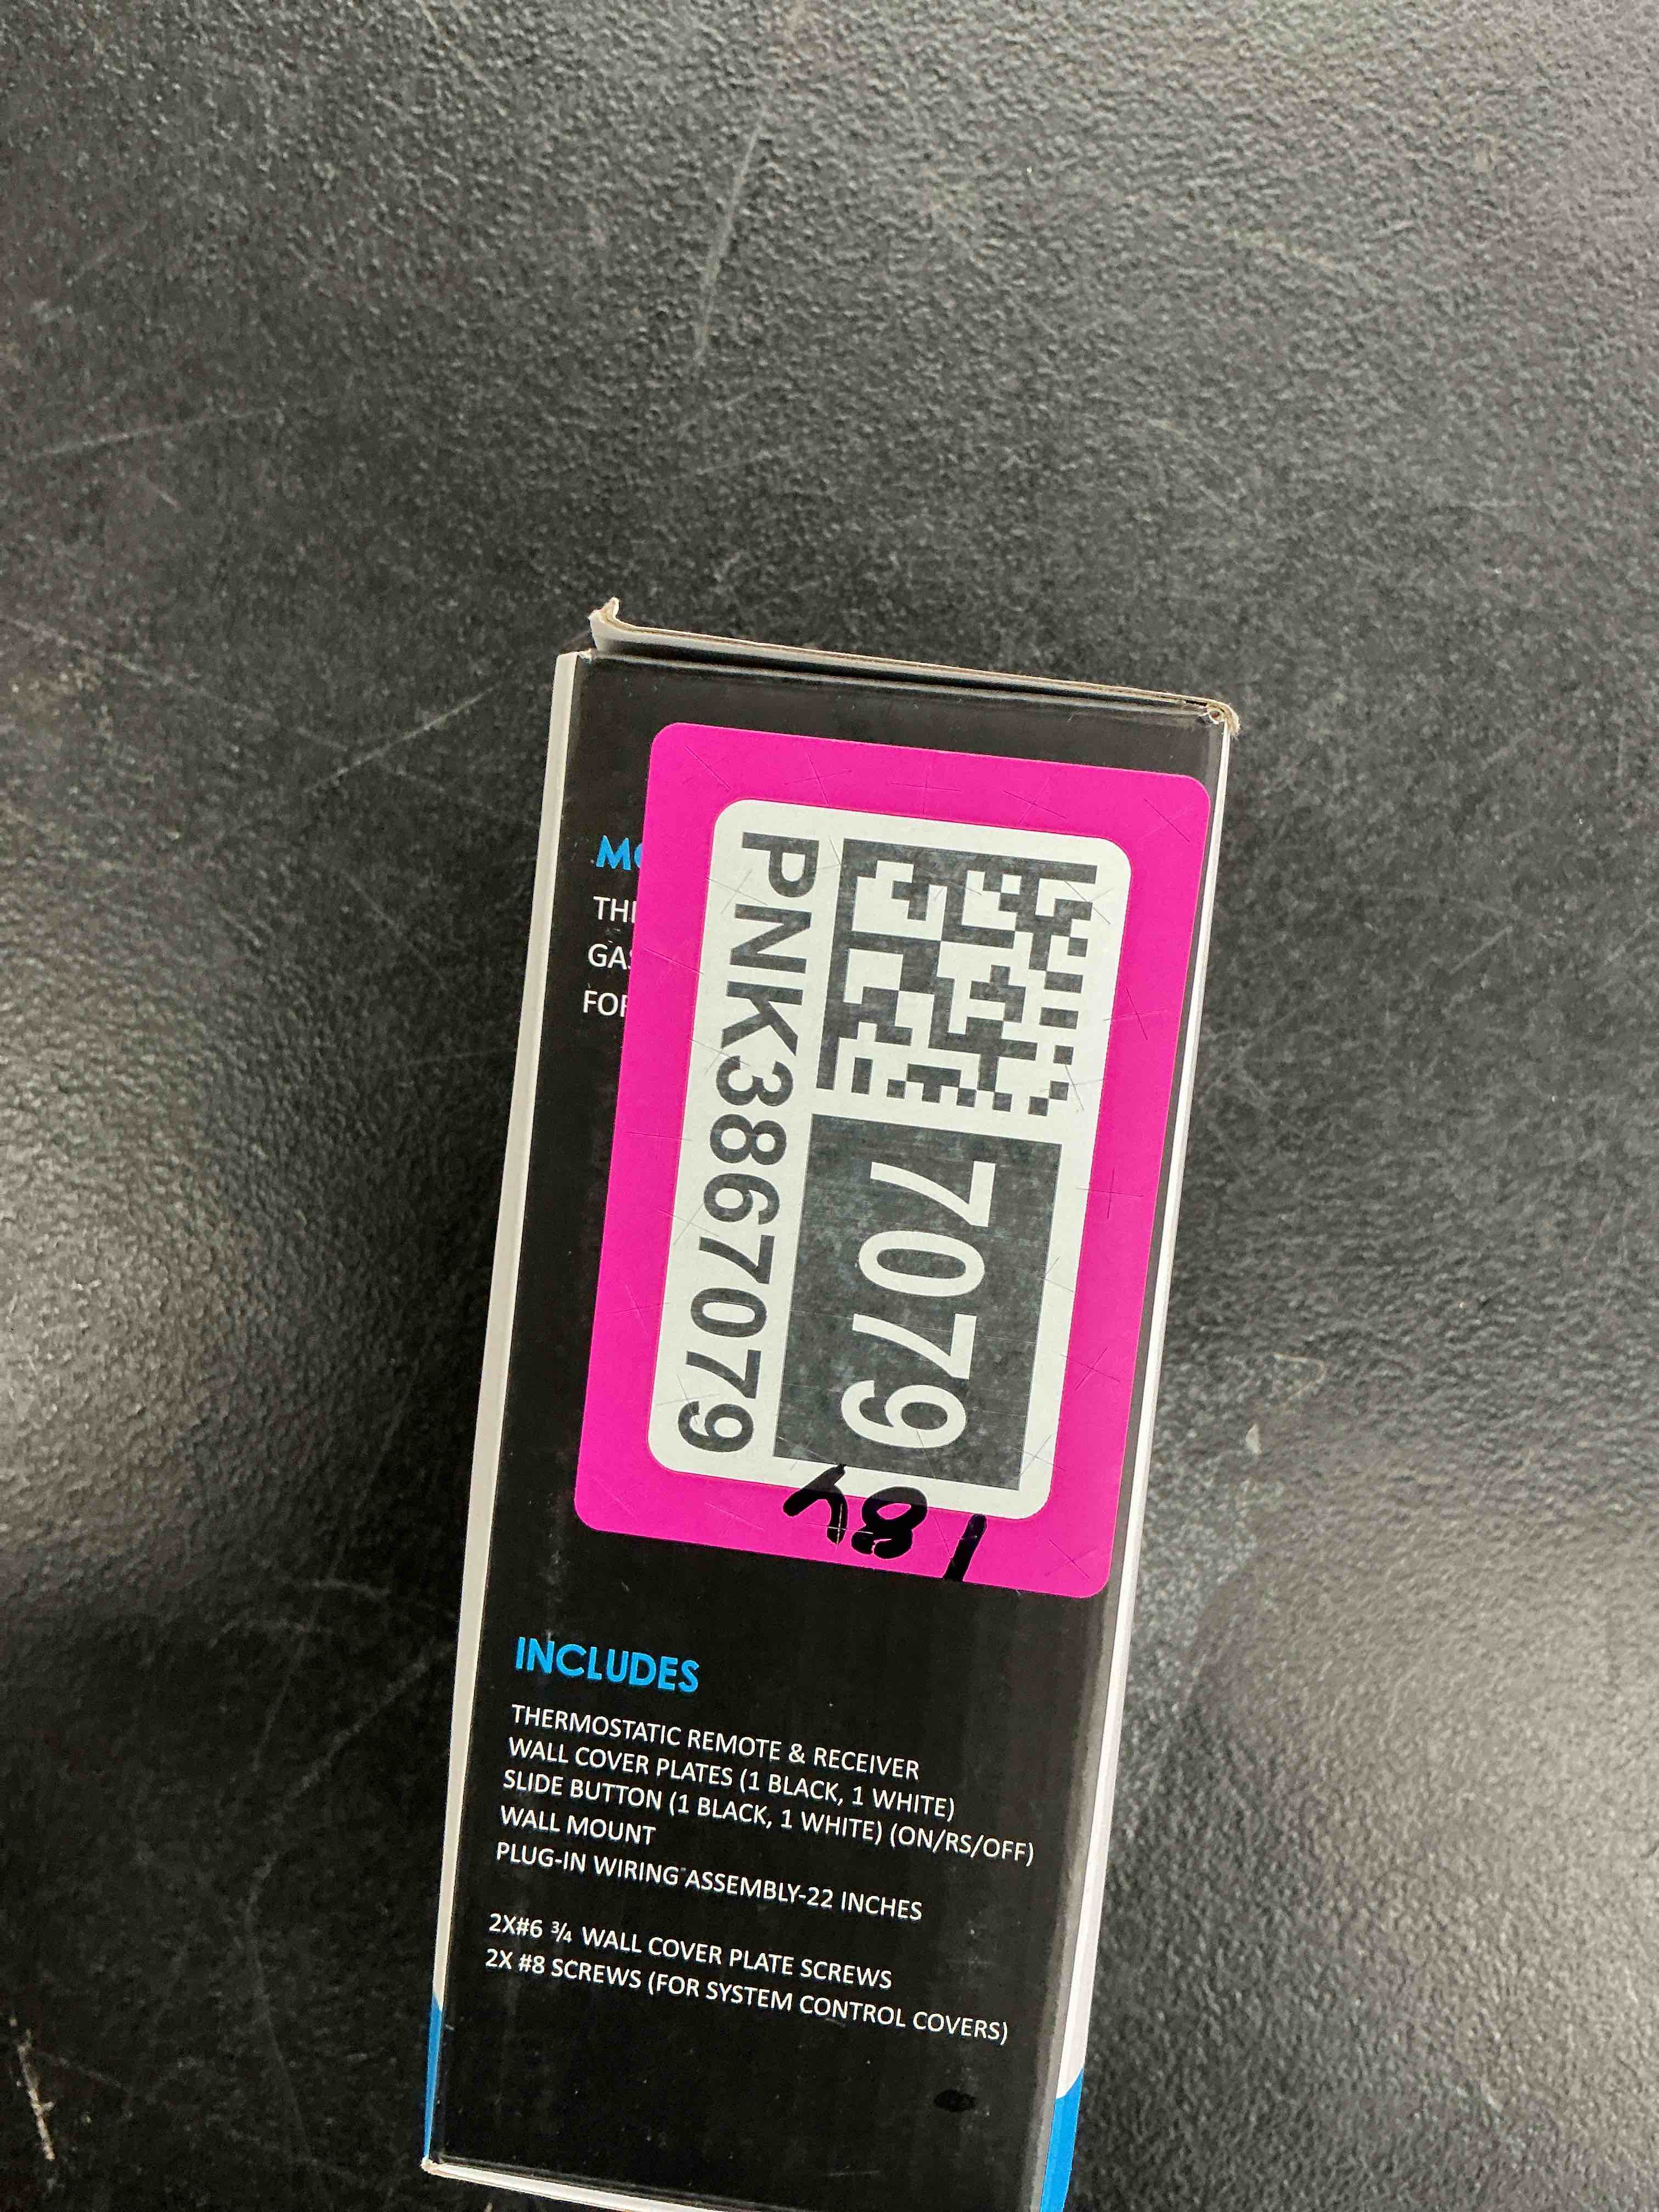 PNK3867079
7079
INCLUDES
THERMOSTATIC REMOTE & RECEIVER
WALL COVER PLATES (1 BLACK, 1 WHITE)
SLIDE BUTTON (1 BLACK, 1 WHITE) (ON/RS/OFF)
WALL MOUNT
PLUG-IN WIRING ASSEMBLY-22 INCHES
2X#6 ¾ WALL COVER PLATE SCREWS
2X #8 SCREWS (FOR SYSTEM CONTROL COVERS)